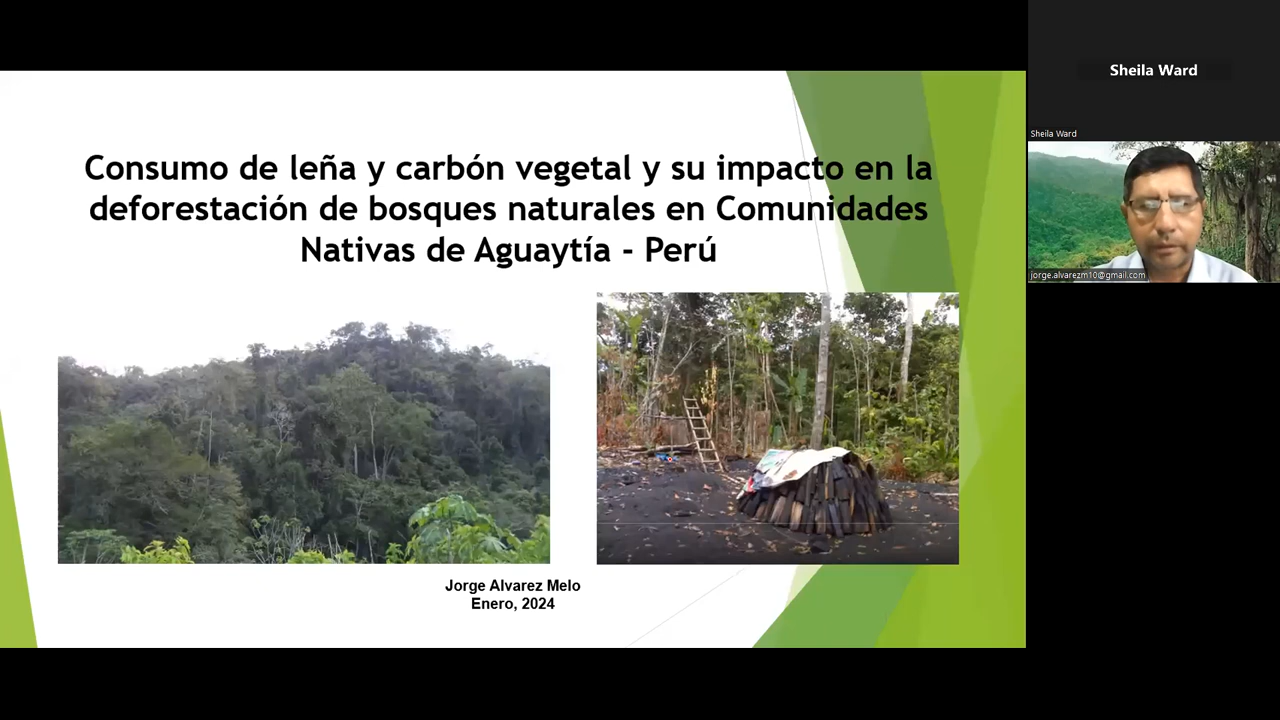 Consumo de leña y carbón vegetal y su impacto en la
deforestación de bosques naturales en Comunidades
Nativas de Aguaytía - Perú
Jorge Alvarez Melo
Enero, 2024
Sheila Ward
Sheila Ward
jorge.alvarezm10@gmail.com